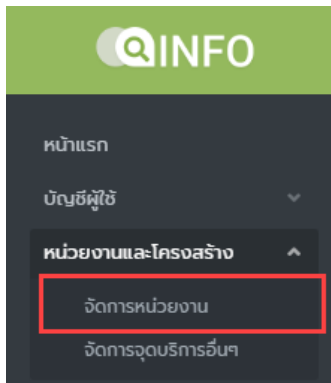 QINFO
หน้าแรก
บัญชีผู้ใช้
หน่วยงานและโครงสร้าง
จัดการหน่วยงาน
จัดการจุดบริการอื่นๆ